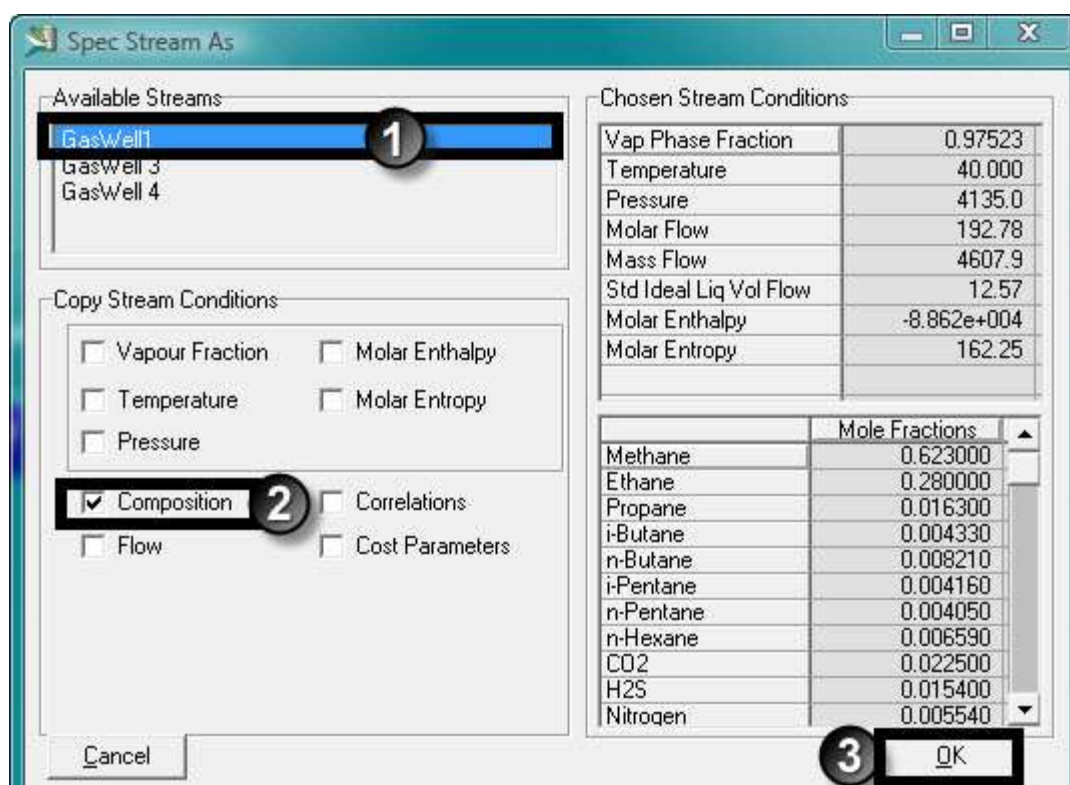 Spec Stream As
Available Streams
GasWell1
1
GasWell 3
GasWell 4
Copy Stream Conditions
Vapour Fraction Molar Enthalpy
Temperature Molar Entropy
Pressure
Composition 2 Correlations
Flow Cost Parameters
Cancel
Chosen Stream Conditions
Vap Phase Fraction 0.97523
Temperature 40.000
Pressure 4135.0
Molar Flow 192.78
Mass Flow 4607.9
Std Ideal Liq Vol Flow 12.57
Molar Enthalpy -8.862e+004
Molar Entropy 162.25
Mole Fractions
Methane 0.623000
Ethane 0.280000
Propane 0.016300
i-Butane 0.004330
n-Butane 0.008210
i-Pentane 0.004160
n-Pentane 0.004050
n-Hexane 0.006590
CO2 0.022500
H2S 0.015400
Nitrogen 0.005540
3 OK